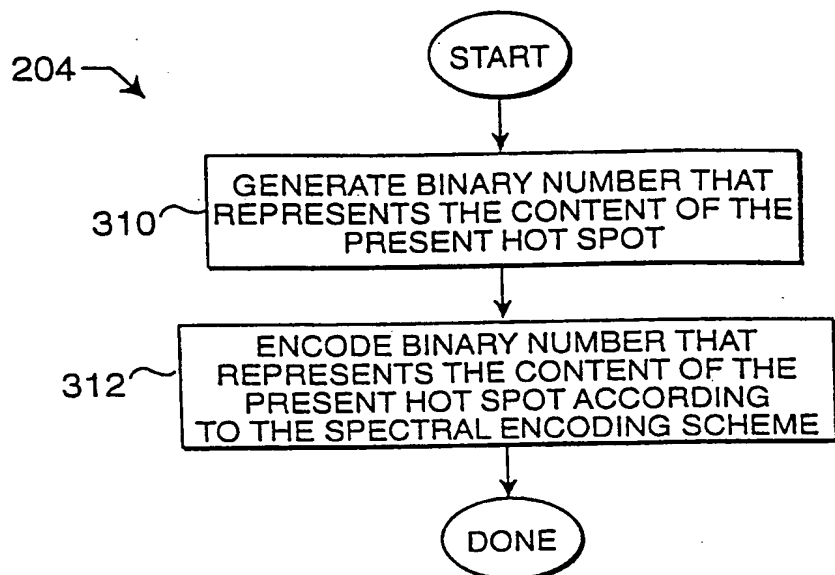 204
START
310
GENERATE BINARY NUMBER THAT
REPRESENTS THE CONTENT OF THE
PRESENT HOT SPOT
312
ENCODE BINARY NUMBER THAT
REPRESENTS THE CONTENT OF THE
PRESENT HOT SPOT ACCORDING
TO THE SPECTRAL ENCODING SCHEME
DONE